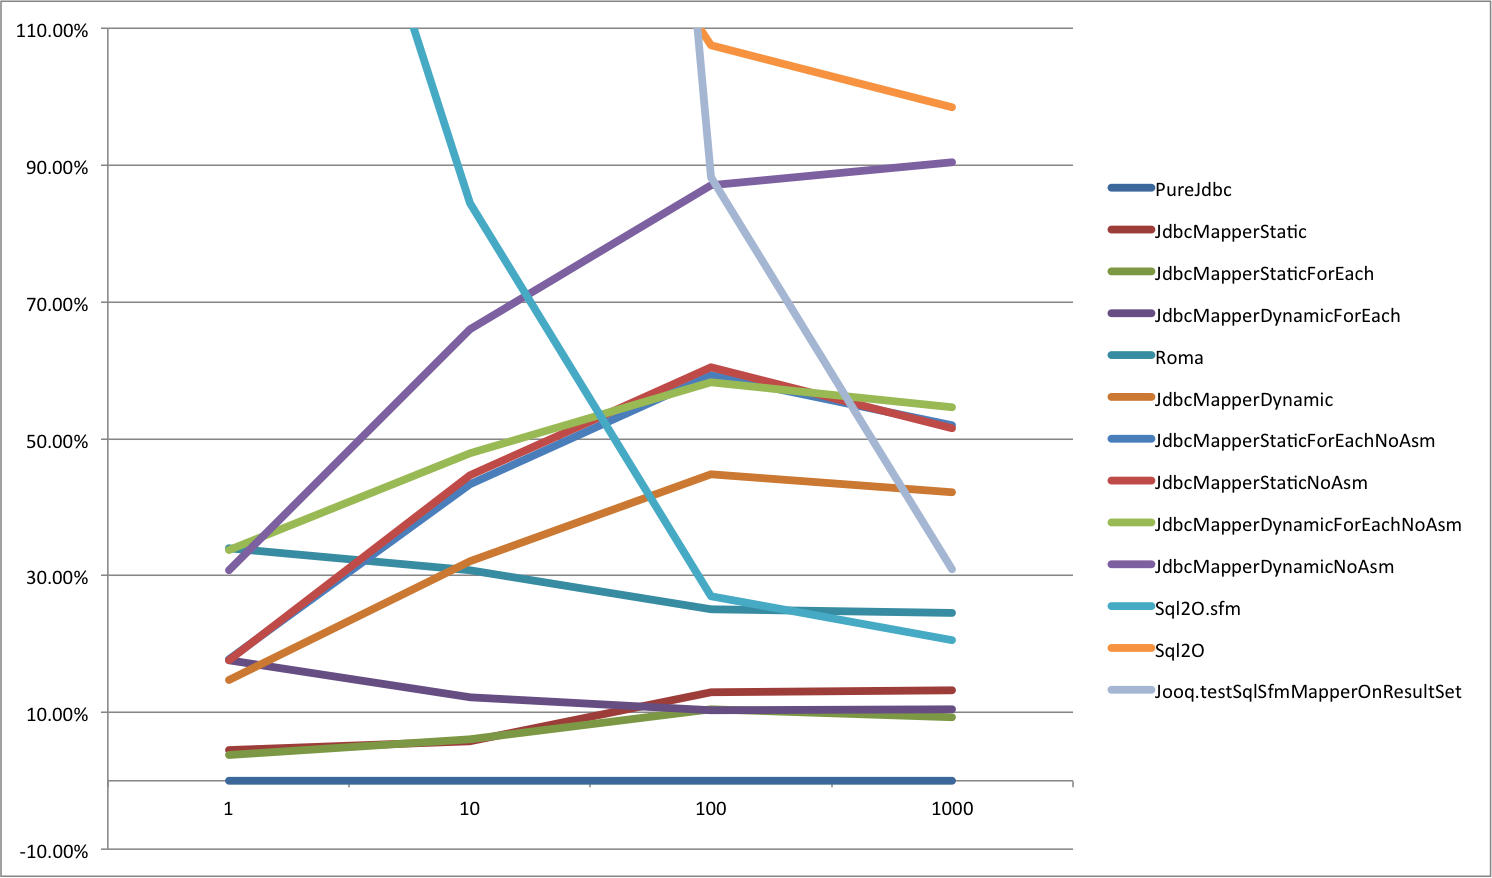 110.00%
90.00%
70.00%
50.00%
30.00%
10.00%
-10.00%
1 10 100 1000
PureJdbc
JdbcMapperStatic
JdbcMapperStaticForEach
JdbcMapperDynamicForEach
Roma
JdbcMapperDynamic
JdbcMapperStaticForEachNoAsm
JdbcMapperStaticNoAsm
JdbcMapperDynamicForEachNoAsm
JdbcMapperDynamicNoAsm
Sql2O.sfm
Sql2O
Jooq.testSqlSfmMapperOnResultSet